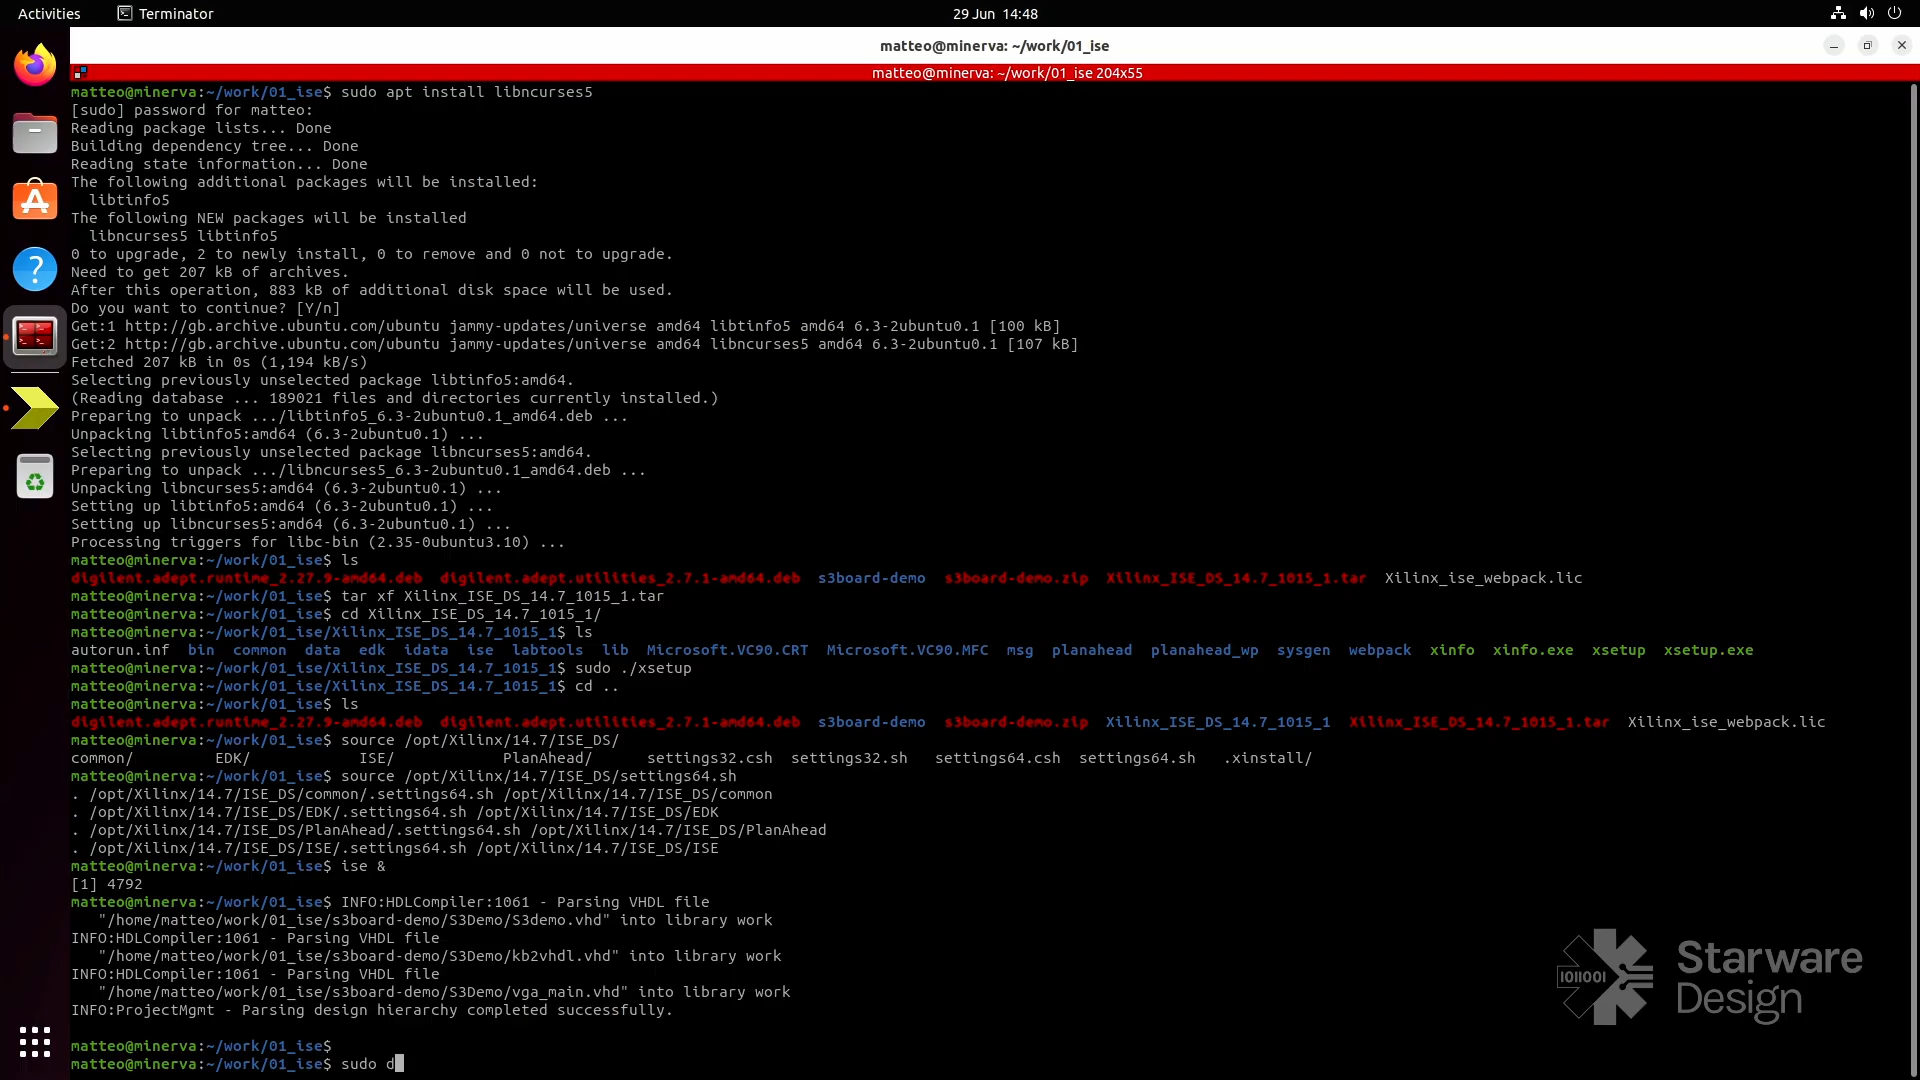 Activities
Terminator
29 Jun 14:48
matteo@minerva: ~/work/01_ise
matteo@minerva: ~/work/01_ise 204x55
matteo@minerva:~/work/01_ise$ sudo apt install libncurses5
[sudo] password for matteo:
Reading package lists... Done
Building dependency tree... Done
Reading state information... Done
The following additional packages will be installed:
  libtinfo5
The following NEW packages will be installed
  libncurses5 libtinfo5
0 to upgrade, 2 to newly install, 0 to remove and 0 not to upgrade.
Need to get 207 kB of archives.
After this operation, 883 kB of additional disk space will be used.
Do you want to continue? [Y/n]
Get:1 http://gb.archive.ubuntu.com/ubuntu jammy-updates/universe amd64 libtinfo5 amd64 6.3-2ubuntu0.1 [100 kB]
Get:2 http://gb.archive.ubuntu.com/ubuntu jammy-updates/universe amd64 libncurses5 amd64 6.3-2ubuntu0.1 [107 kB]
Fetched 207 kB in 0s (1,194 kB/s)
Selecting previously unselected package libtinfo5:amd64.
(Reading database ... 189021 files and directories currently installed.)
Preparing to unpack .../libtinfo5_6.3-2ubuntu0.1_amd64.deb ...
Unpacking libtinfo5:amd64 (6.3-2ubuntu0.1) ...
Selecting previously unselected package libncurses5:amd64.
Preparing to unpack .../libncurses5_6.3-2ubuntu0.1_amd64.deb ...
Unpacking libncurses5:amd64 (6.3-2ubuntu0.1) ...
Setting up libtinfo5:amd64 (6.3-2ubuntu0.1) ...
Setting up libncurses5:amd64 (6.3-2ubuntu0.1) ...
Processing triggers for libc-bin (2.35-0ubuntu3.10) ...
matteo@minerva:~/work/01_ise$ ls
digilent.adept.runtime_2.27.9-amd64.deb  digilent.adept.utilities_2.7.1-amd64.deb  s3board-demo  s3board-demo.zip  Xilinx_ISE_DS_14.7_1015_1.tar  Xilinx_ise_webpack.lic
matteo@minerva:~/work/01_ise$ tar xf Xilinx_ISE_DS_14.7_1015_1.tar
matteo@minerva:~/work/01_ise$ cd Xilinx_ISE_DS_14.7_1015_1/
matteo@minerva:~/work/01_ise/Xilinx_ISE_DS_14.7_1015_1$ ls
autorun.inf  bin  common  data  edk  idata  ise  labtools  lib  Microsoft.VC90.CRT  Microsoft.VC90.MFC  msg  planahead  planahead_wp  sysgen  webpack  xinfo  xinfo.exe  xsetup  xsetup.exe
matteo@minerva:~/work/01_ise/Xilinx_ISE_DS_14.7_1015_1$ sudo ./xsetup
matteo@minerva:~/work/01_ise/Xilinx_ISE_DS_14.7_1015_1$ cd ..
matteo@minerva:~/work/01_ise$ ls
digilent.adept.runtime_2.27.9-amd64.deb  digilent.adept.utilities_2.7.1-amd64.deb  s3board-demo  s3board-demo.zip  Xilinx_ISE_DS_14.7_1015_1  Xilinx_ISE_DS_14.7_1015_1.tar  Xilinx_ise_webpack.lic
matteo@minerva:~/work/01_ise$ source /opt/Xilinx/14.7/ISE_DS/
common/         EDK/            ISE/            PlanAhead/      settings32.csh  settings32.sh   settings64.csh  settings64.sh   .xinstall/
matteo@minerva:~/work/01_ise$ source /opt/Xilinx/14.7/ISE_DS/settings64.sh
. /opt/Xilinx/14.7/ISE_DS/common/.settings64.sh /opt/Xilinx/14.7/ISE_DS/common
. /opt/Xilinx/14.7/ISE_DS/EDK/.settings64.sh /opt/Xilinx/14.7/ISE_DS/EDK
. /opt/Xilinx/14.7/ISE_DS/PlanAhead/.settings64.sh /opt/Xilinx/14.7/ISE_DS/PlanAhead
. /opt/Xilinx/14.7/ISE_DS/ISE/.settings64.sh /opt/Xilinx/14.7/ISE_DS/ISE
matteo@minerva:~/work/01_ise$ ise &
[1] 4792
matteo@minerva:~/work/01_ise$ INFO:HDLCompiler:1061 - Parsing VHDL file
   "/home/matteo/work/01_ise/s3board-demo/S3Demo/S3demo.vhd" into library work
INFO:HDLCompiler:1061 - Parsing VHDL file
   "/home/matteo/work/01_ise/s3board-demo/S3Demo/kb2vhdl.vhd" into library work
INFO:HDLCompiler:1061 - Parsing VHDL file
   "/home/matteo/work/01_ise/s3board-demo/S3Demo/vga_main.vhd" into library work
INFO:ProjectMgmt - Parsing design hierarchy completed successfully.
matteo@minerva:~/work/01_ise$
matteo@minerva:~/work/01_ise$ sudo d
1011001
Starware
Design